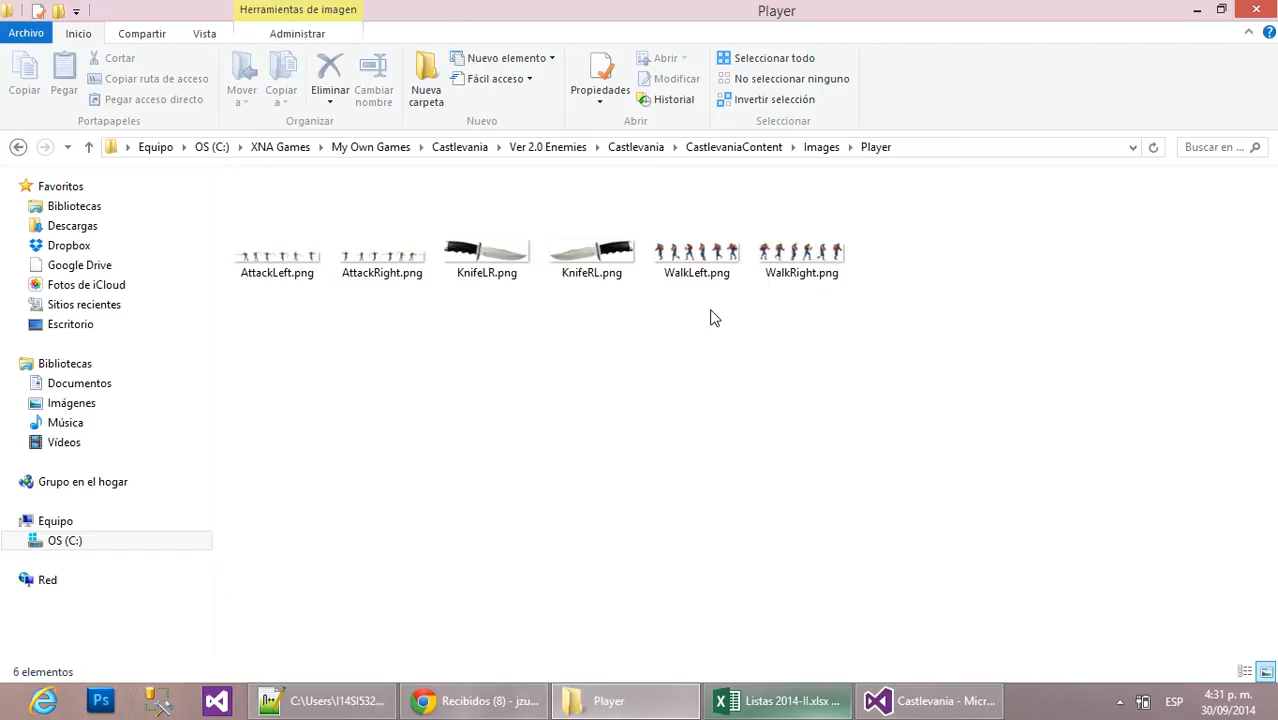 Herramientas de imagen
Player
Archivo
Inicio
Compartir
Vista
Administrar
Copiar
Pegar
Cortar
Copiar ruta de acceso
Pegar acceso directo
Portapapeles
Mover a
Copiar a
Eliminar
Cambiar nombre
Organizar
Nueva carpeta
Nuevo elemento
Fácil acceso
Nuevo
Propiedades
Abrir
Modificar
Historial
Abrir
Seleccionar todo
No seleccionar ninguno
Invertir selección
Seleccionar
Equipo
OS (C:)
XNA Games
My Own Games
Castlevania
Ver 2.0 Enemies
Castlevania
CastlevaniaContent
Images
Player
Buscar en ...
Favoritos
Bibliotecas
Descargas
Dropbox
Google Drive
Fotos de iCloud
Sitios recientes
Escritorio
Bibliotecas
Documentos
Imágenes
Música
Vídeos
Grupo en el hogar
Equipo
OS (C:)
Red
AttackLeft.png
AttackRight.png
KnifeLR.png
KnifeRL.png
WalkLeft.png
WalkRight.png
6 elementos
Ps
C:\Users\I14SI532...
Recibidos (8) - jzu...
Player
Listas 2014-II.xlsx ...
Castlevania - Micr...
ESP
4:31 p. m.
30/09/2014